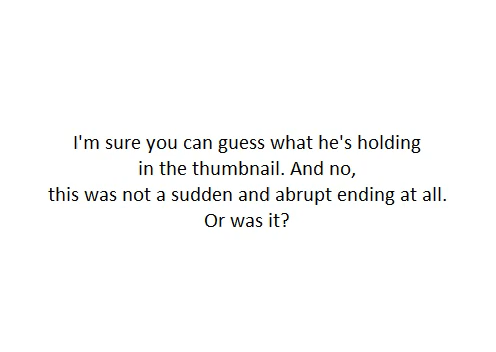 I'm sure you can guess what he's holding
in the thumbnail. And no,
this was not a sudden and abrupt ending at all.
Or was it?